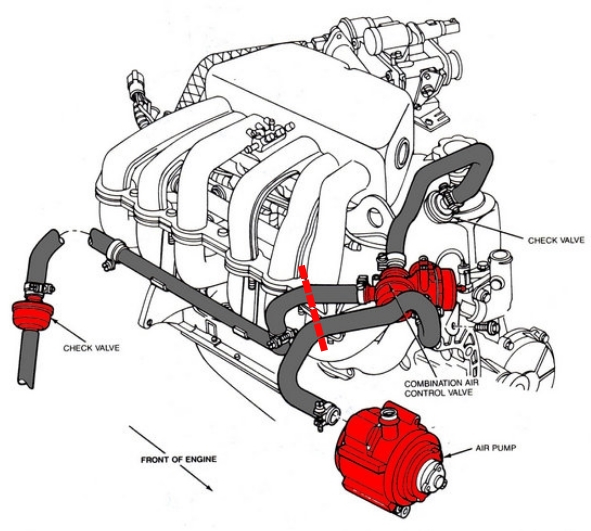 CHECK VALVE
CHECK VALVE
COMBINATION AIR
CONTROL VALVE
AIR PUMP
FRONT OF ENGINE